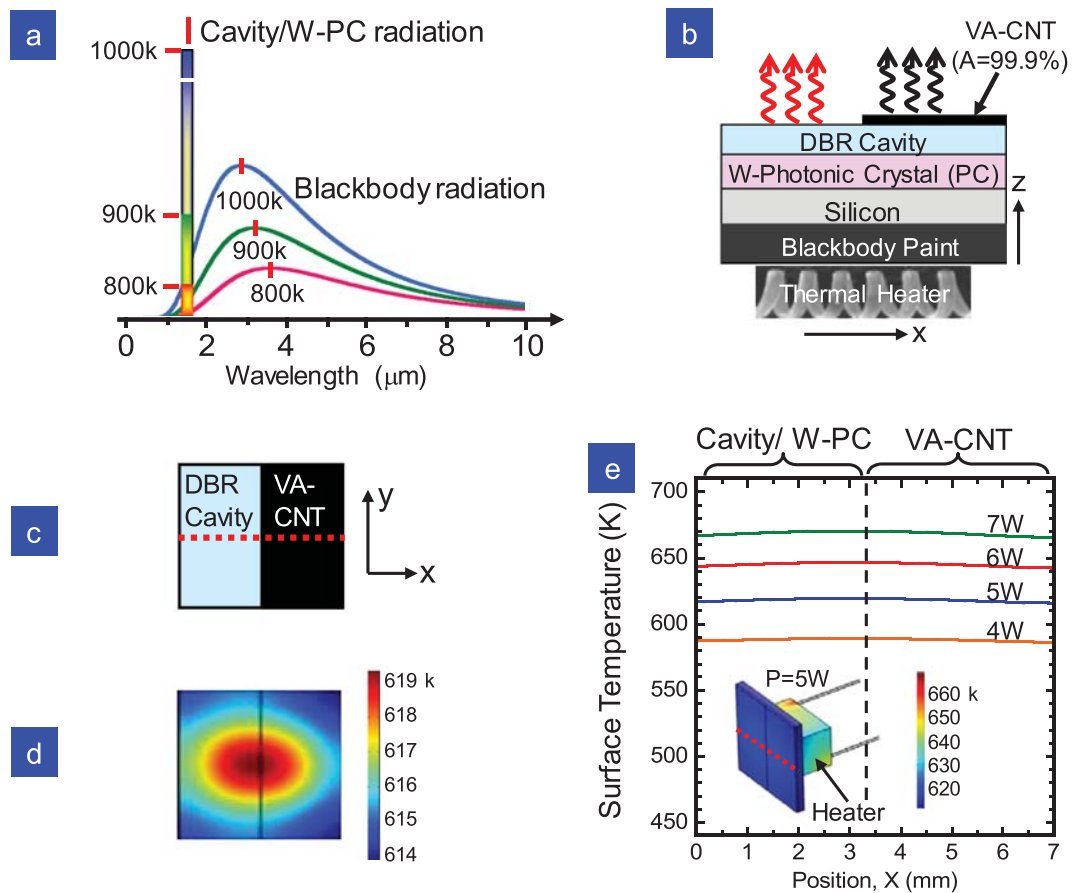 a
Cavity/W-PC radiation
1000k
900k
800k
Blackbody radiation
1000k
900k
800k
0 2 4 6 8 10
Wavelength (μm)
b
VA-CNT
(A=99.9%)
DBR Cavity
W-Photonic Crystal (PC)
Silicon
Blackbody Paint
Thermal Heater
z
x
c
DBR
Cavity
VA-
CNT
y
x
d
619 k
618
617
616
615
614
e
Cavity/ W-PC
VA-CNT
Surface Temperature (K)
700
650
600
550
500
450
7W
6W
5W
4W
P=5W
Heater
660 k
650
640
630
620
0 1 2 3 4 5 6 7
Position, X (mm)